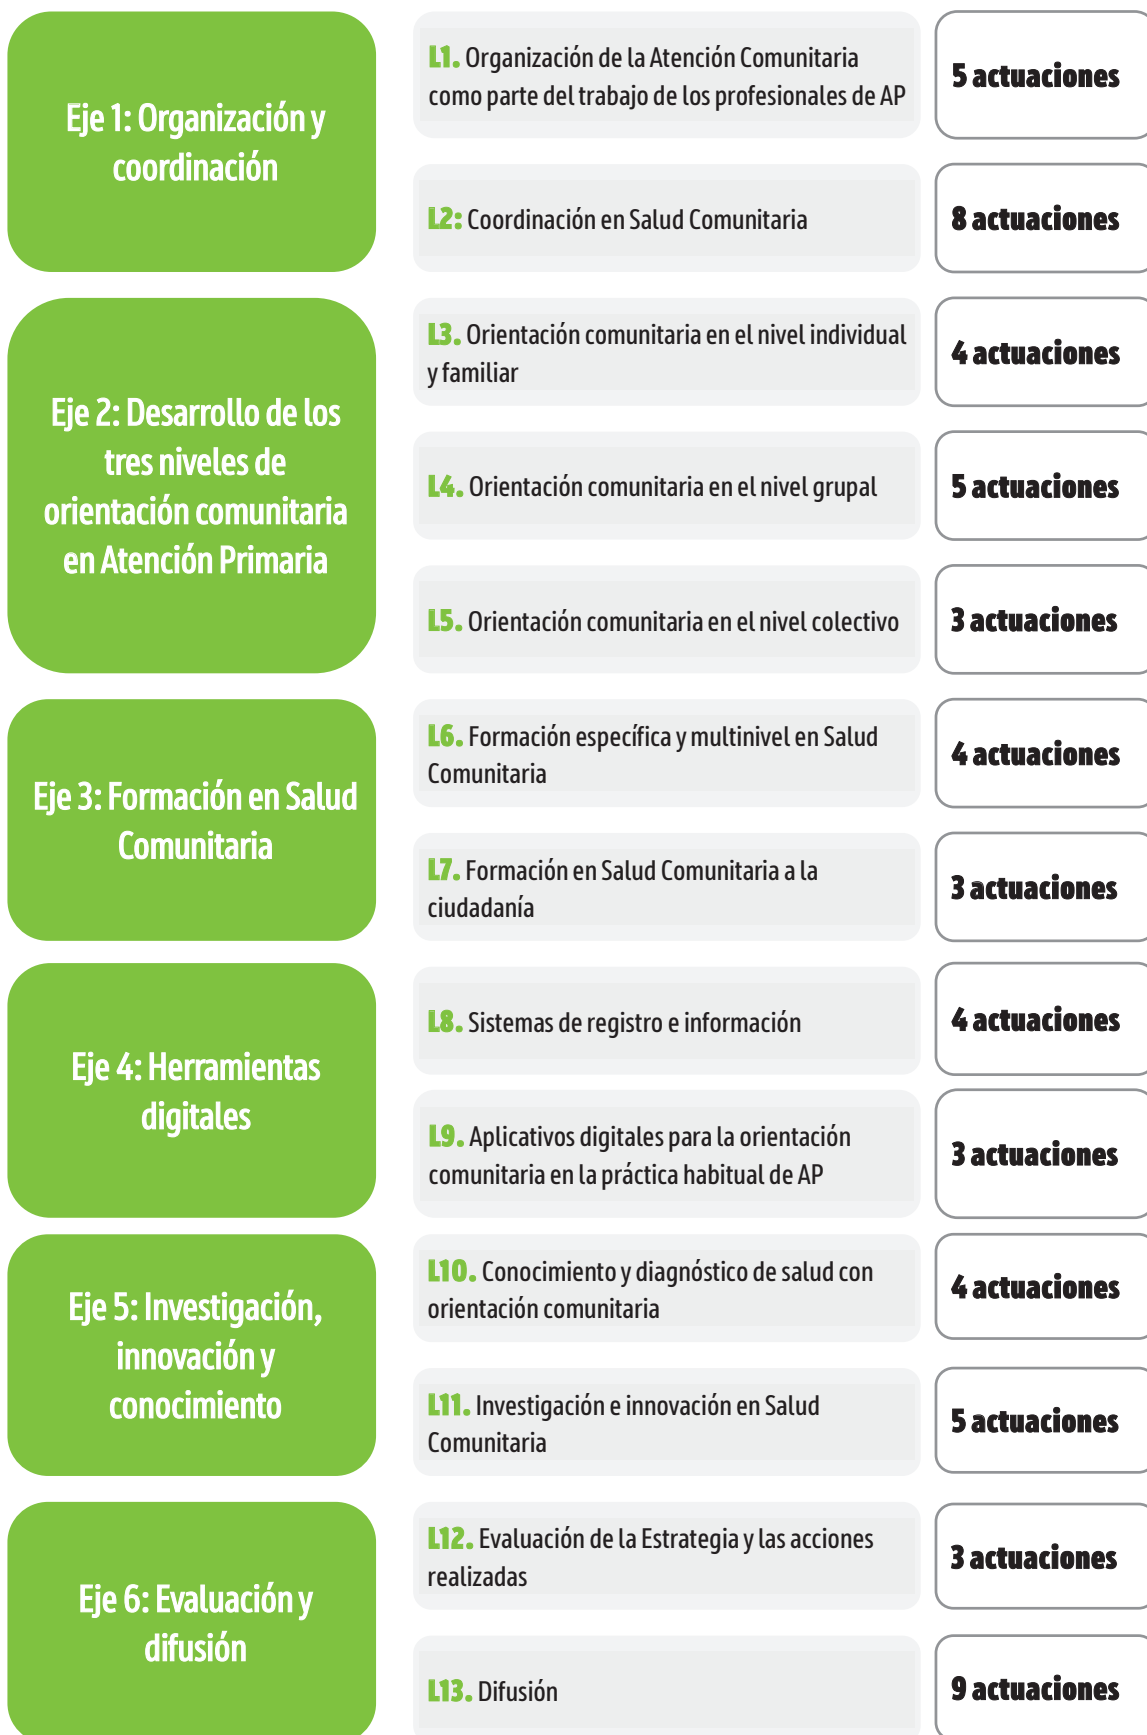 Eje 1: Organización y
coordinación
L1. Organización de la Atención Comunitaria
como parte del trabajo de los profesionales de AP
5 actuaciones
L2: Coordinación en Salud Comunitaria
8 actuaciones
Eje 2: Desarrollo de los
tres niveles de
orientación comunitaria
en Atención Primaria
L3. Orientación comunitaria en el nivel individual
y familiar
4 actuaciones
L4. Orientación comunitaria en el nivel grupal
5 actuaciones
L5. Orientación comunitaria en el nivel colectivo
3 actuaciones
Eje 3: Formación en Salud
Comunitaria
L6. Formación específica y multinivel en Salud
Comunitaria
4 actuaciones
L7. Formación en Salud Comunitaria a la
ciudadanía
3 actuaciones
Eje 4: Herramientas
digitales
L8. Sistemas de registro e información
4 actuaciones
L9. Aplicativos digitales para la orientación
comunitaria en la práctica habitual de AP
3 actuaciones
Eje 5: Investigación,
innovación y
conocimiento
L10. Conocimiento y diagnóstico de salud con
orientación comunitaria
4 actuaciones
L11. Investigación e innovación en Salud
Comunitaria
5 actuaciones
Eje 6: Evaluación y
difusión
L12. Evaluación de la Estrategia y las acciones
realizadas
3 actuaciones
L13. Difusión
9 actuaciones